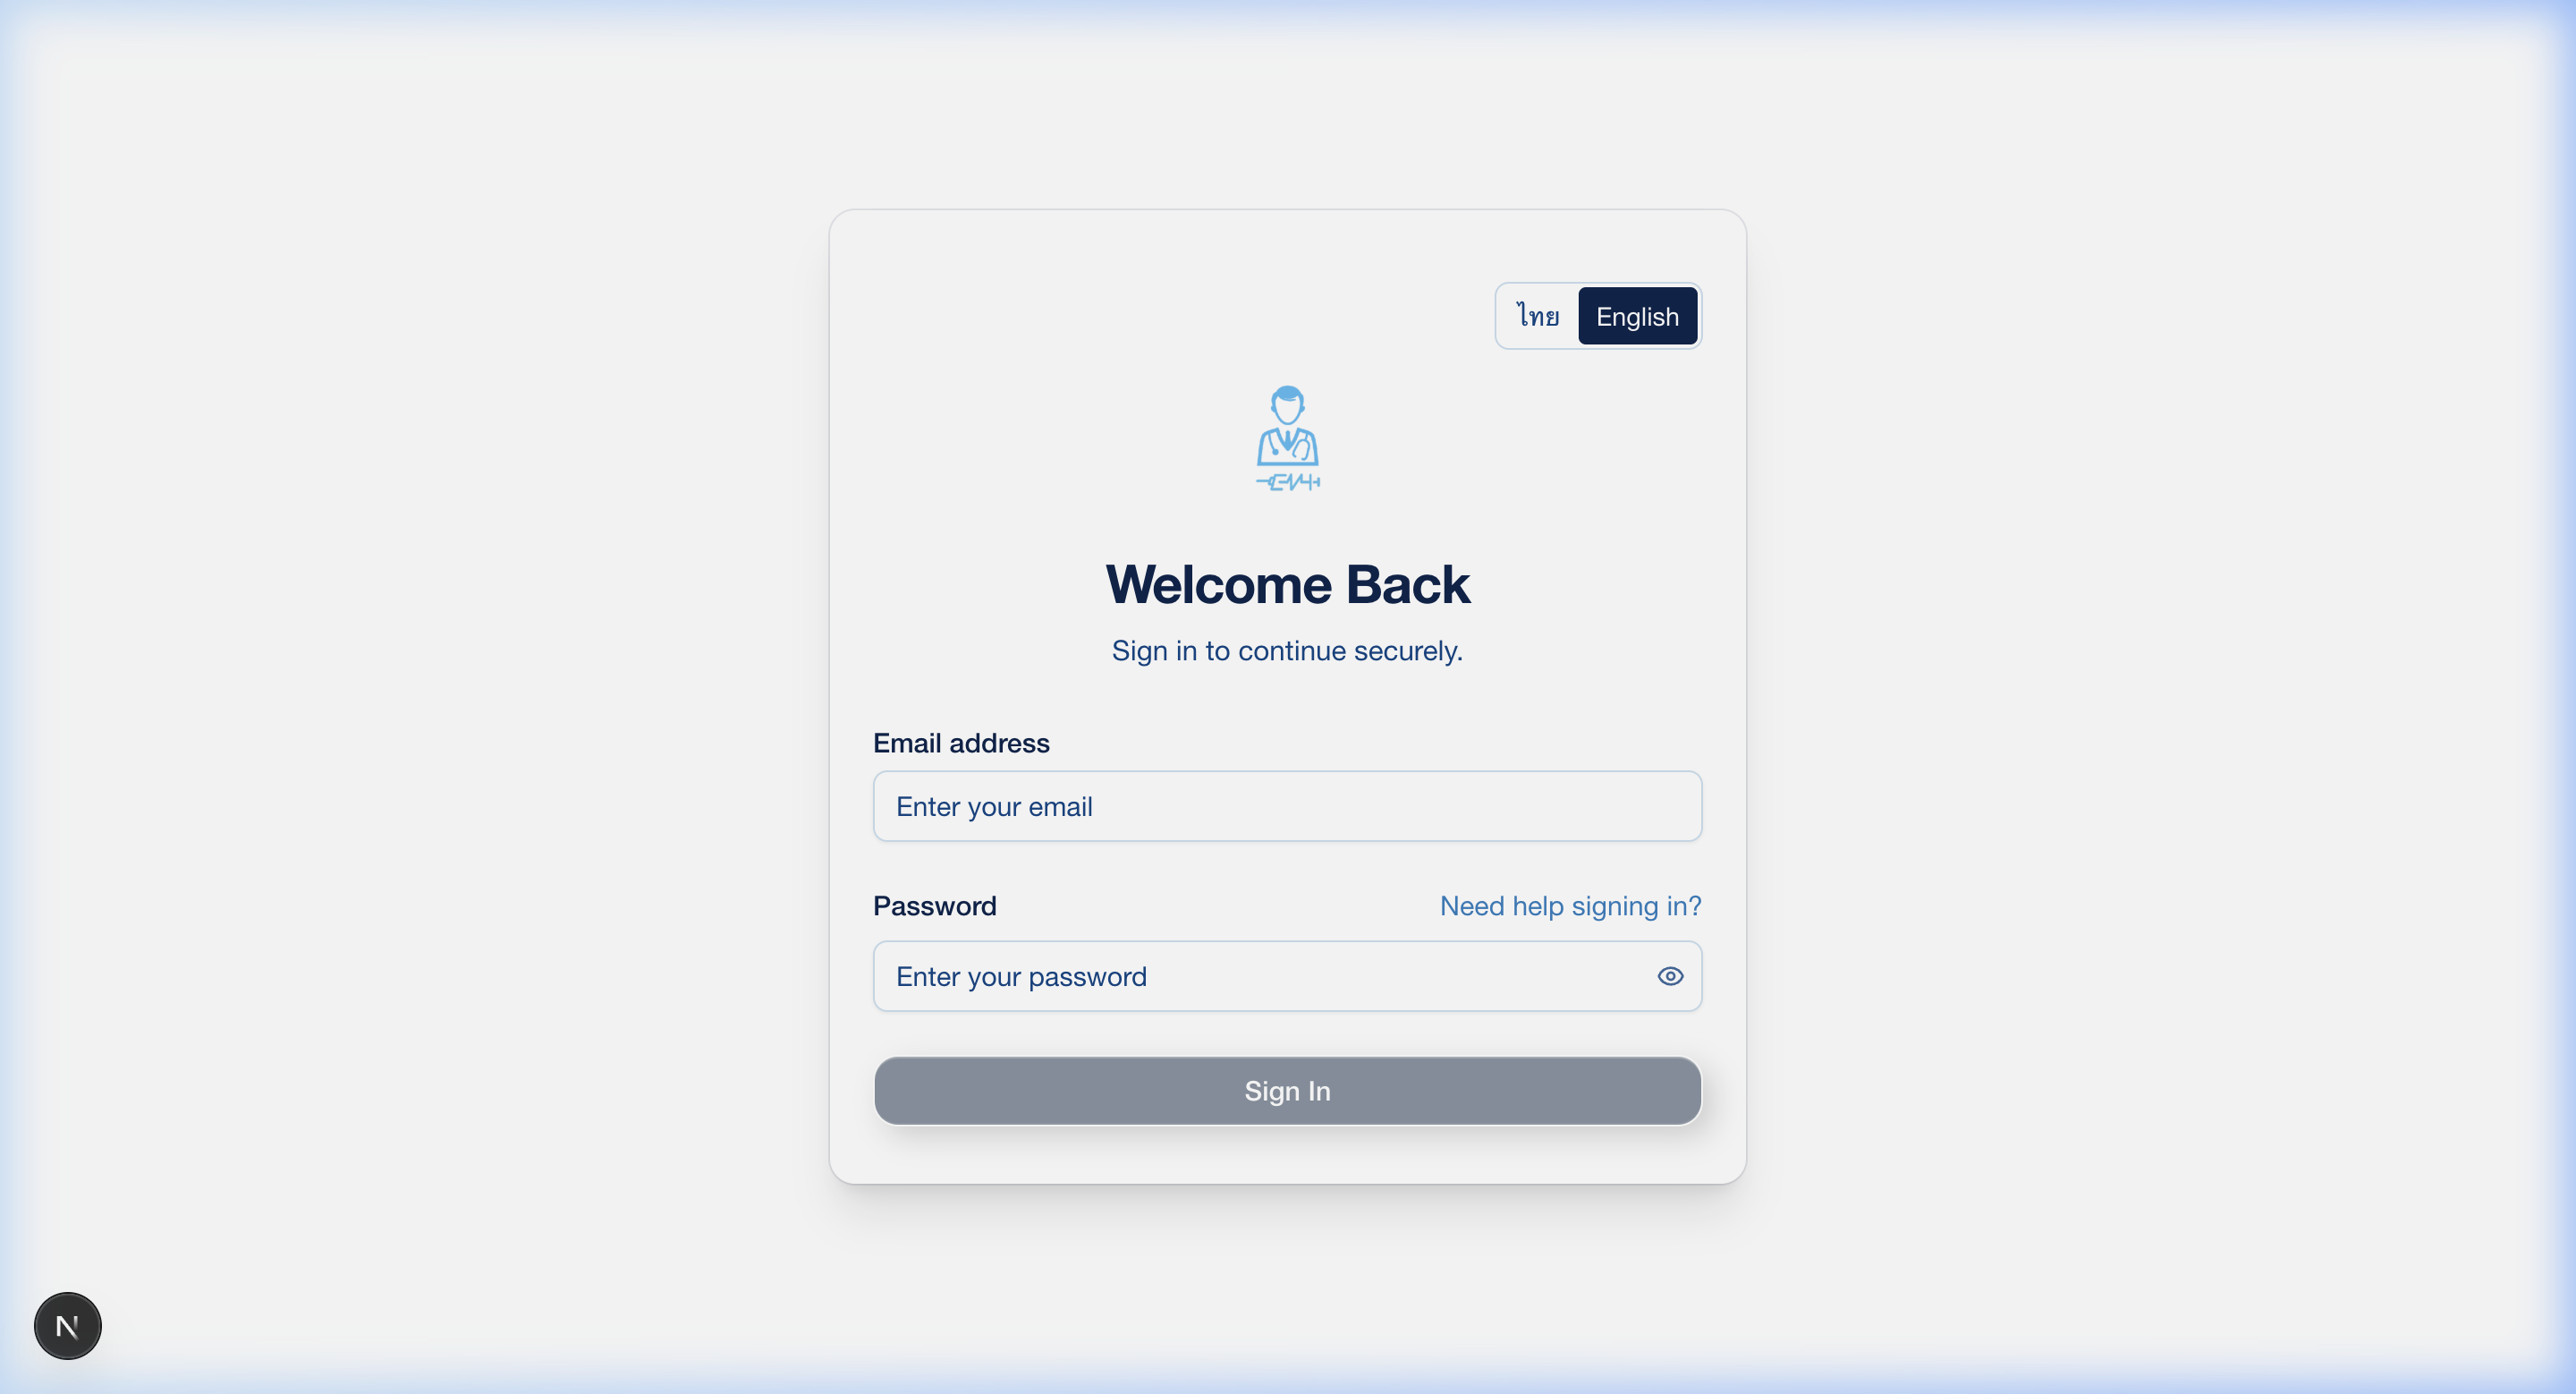 ไทย English
Welcome Back
Sign in to continue securely.
Email address
Enter your email
Password Need help signing in?
Enter your password
Sign In
N